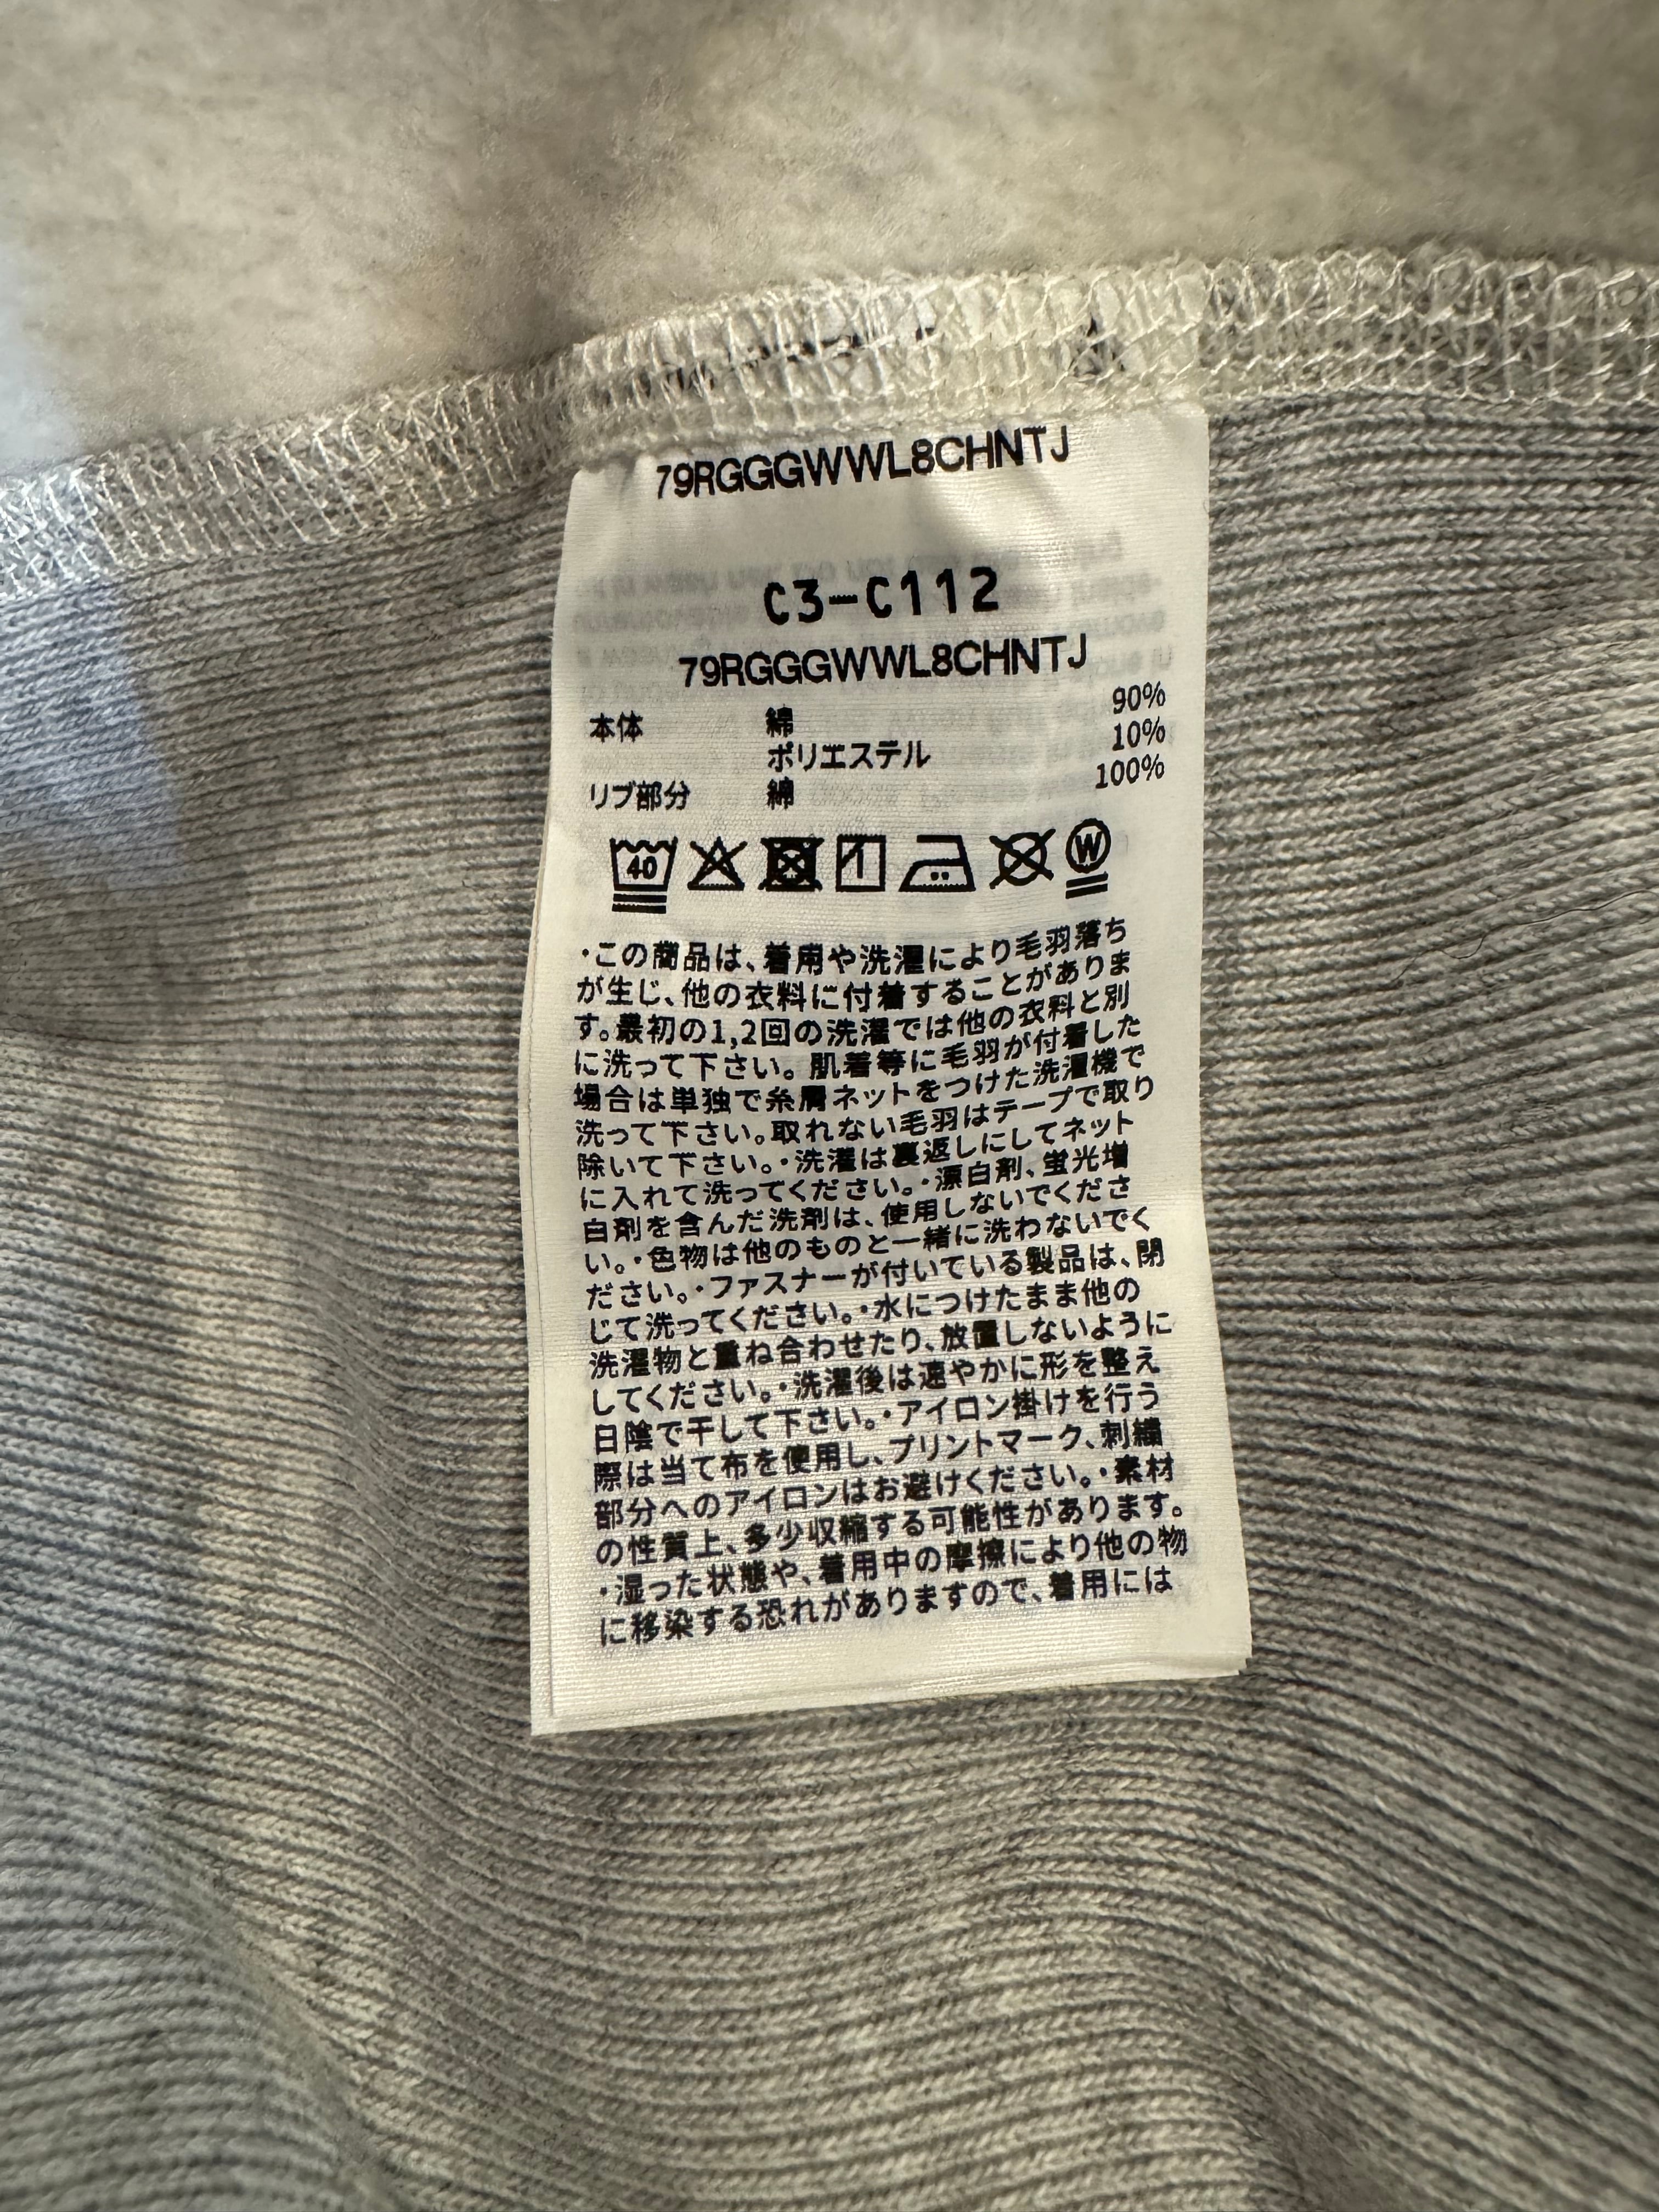 79RGGGWWL8CHNTJ
C3-C112
79RGGGWWL8CHNTJ
本体 綿 90%
ポリエステル 10%
リブ部分 綿 100%
40 W
・この商品は、着用や洗濯により毛羽落ち
が生じ、他の衣料に付着することがありま
す。最初の1,2回の洗濯では他の衣料と別
に洗って下さい。肌着等に毛羽が付着した
場合は単独で糸屑ネットをつけた洗濯機で
洗って下さい。取れない毛羽はテープで取り
除いて下さい。・洗濯は裏返しにしてネット
に入れて洗ってください。・漂白剤、蛍光増
白剤を含んだ洗剤は、使用しないでくださ
い。・色物は他のものと一緒に洗わないでく
ださい。・ファスナーが付いている製品は、閉
じて洗ってください。・水につけたまま他の
洗濯物と重ね合わせたり、放置しないように
してください。・洗濯後は速やかに形を整え
日陰で干して下さい。・アイロン掛けを行う
際は当て布を使用し、プリントマーク、刺繍
部分へのアイロンはお避けください。・素材
の性質上、多少収縮する可能性があります。
・湿った状態や、着用中の摩擦により他の物
に移染する恐れがありますので、着用には